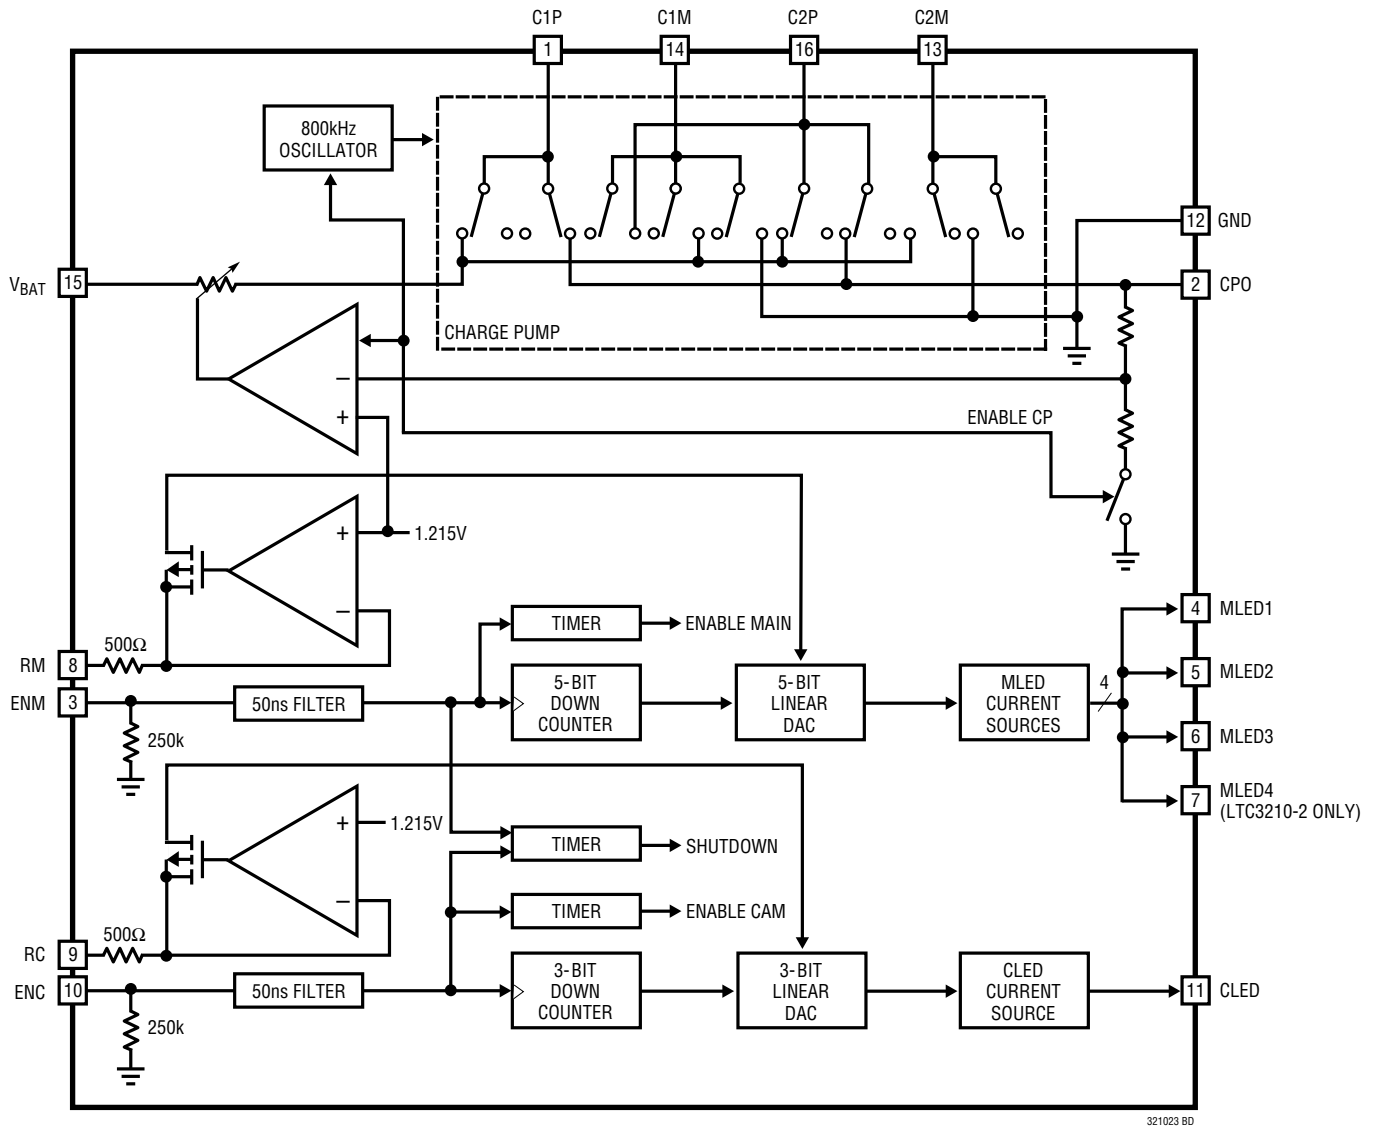 C1P
C1M
C2P
C2M
1
14
16
13
800kHz
OSCILLATOR
12
GND
VBAT
15
2
CPO
CHARGE PUMP
–
+
ENABLE CP
+
1.215V
–
4
MLED1
TIMER
ENABLE MAIN
500Ω
RM
8
5-BIT
DOWN
COUNTER
5-BIT
LINEAR
DAC
MLED
CURRENT
SOURCES
4
5
MLED2
ENM
3
50ns FILTER
250k
6
MLED3
7
MLED4
(LTC3210-2 ONLY)
+
1.215V
–
TIMER
SHUTDOWN
TIMER
ENABLE CAM
500Ω
RC
9
ENC
10
50ns FILTER
3-BIT
DOWN
COUNTER
3-BIT
LINEAR
DAC
CLED
CURRENT
SOURCE
11
CLED
250k
321023 BD